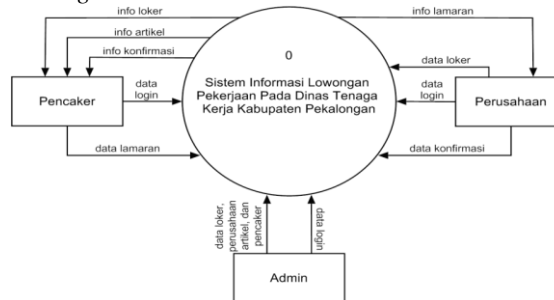 info loker
info artikel
info konfirmasi
info lamaran
0
Sistem Informasi Lowongan
Pekerjaan Pada Dinas Tenaga
Kerja Kabupaten Pekalongan
Pencaker
data
login
data lamaran
data loker
data
login
Perusahaan
data konfirmasi
data loker,
perusahaan
artikel, dan
pencaker
data login
Admin